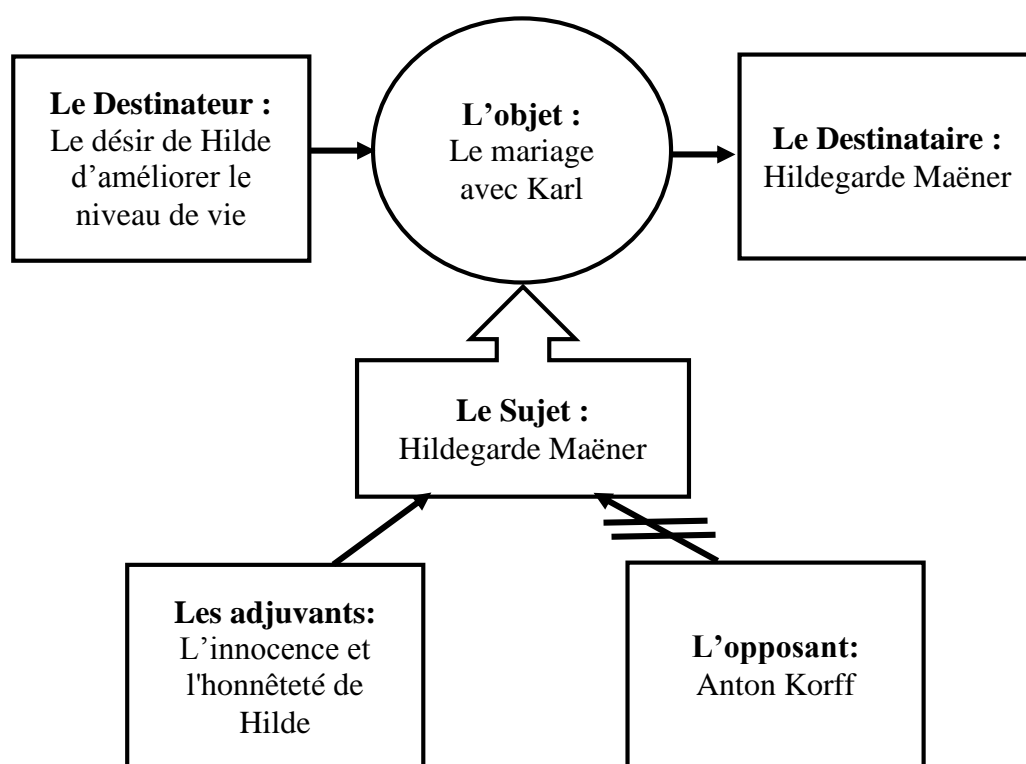 Le Destinateur :
Le désir de Hilde
d’améliorer le
niveau de vie
L’objet :
Le mariage
avec Karl
Le Destinataire :
Hildegarde Maëner
Le Sujet :
Hildegarde Maëner
Les adjuvants:
L’innocence et
l'honnêteté de
Hilde
L’opposant:
Anton Korff